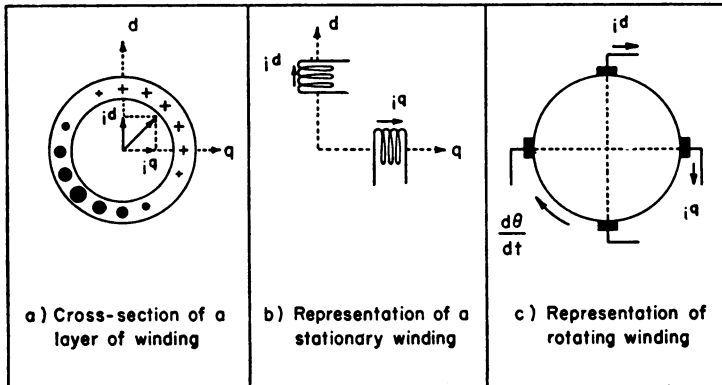 d
i^d
i^q
q
a) Cross-section of a
layer of winding
d
i^d
i^q
q
b) Representation of a
stationary winding
i^d
i^q
dθ
dt
c) Representation of
rotating winding